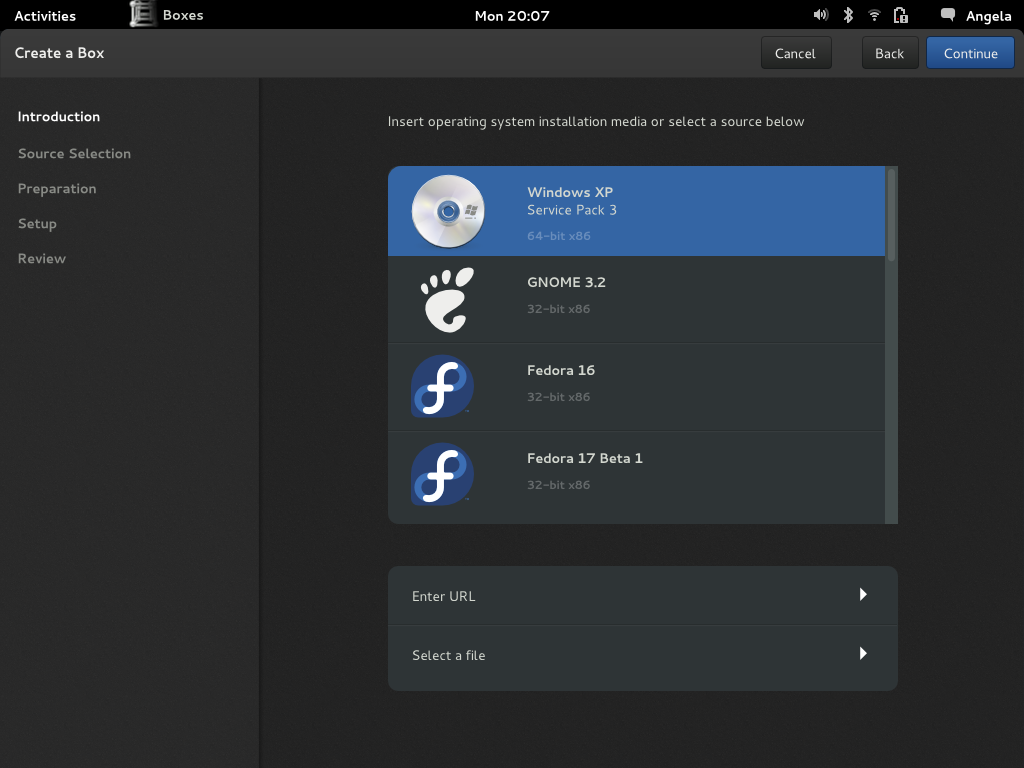 Activities
Boxes
Mon 20:07
Angela
Create a Box
Cancel
Back
Continue
Introduction
Source Selection
Preparation
Setup
Review
Insert operating system installation media or select a source below
Windows XP
Service Pack 3
64-bit x86
GNOME 3.2
32-bit x86
Fedora 16
32-bit x86
Fedora 17 Beta 1
32-bit x86
Enter URL
Select a file